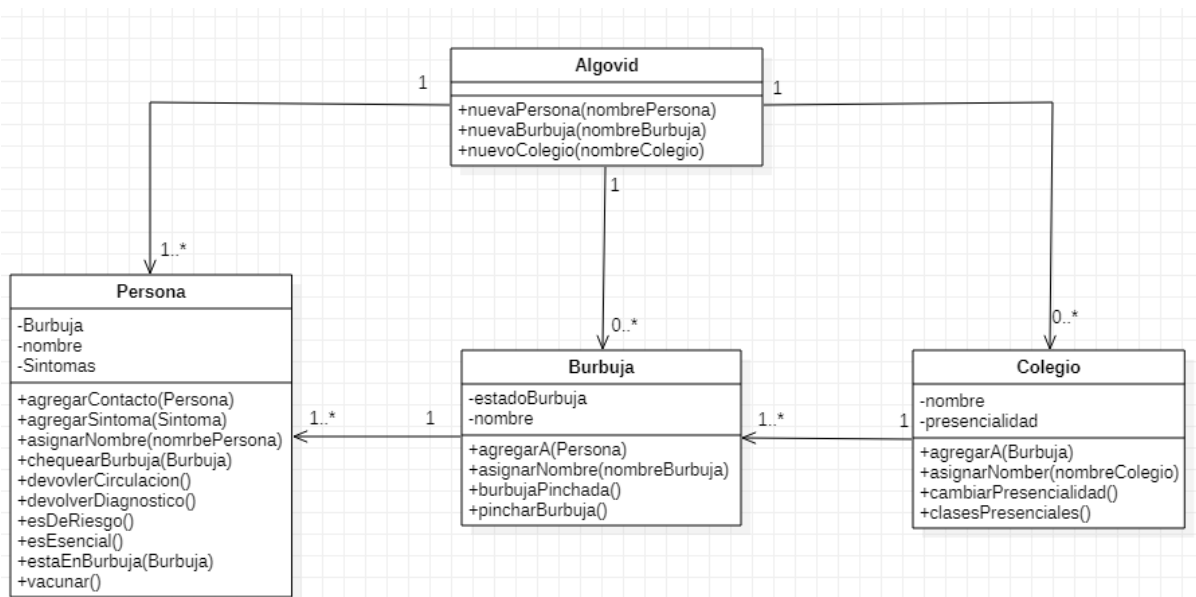 Algovid
+nuevaPersona(nombrePersona)
+nuevaBurbuja(nombreBurbuja)
+nuevoColegio(nombreColegio)
1
1
1
1..*
0..*
0..*
Persona
-Burbuja
-nombre
-Sintomas
+agregarContacto(Persona)
+agregarSintoma(Sintoma)
+asignarNombre(nomrbePersona)
+chequearBurbuja(Burbuja)
+devovlerCirculacion()
+devolverDiagnostico()
+esDeRiesgo()
+esEsencial()
+estaEnBurbuja(Burbuja)
+vacunar()
1..*
1
Burbuja
-estadoBurbuja
-nombre
+agregarA(Persona)
+asignarNombre(nombreBurbuja)
+burbujaPinchada()
+pincharBurbuja()
1..*
1
Colegio
-nombre
-presencialidad
+agregarA(Burbuja)
+asignarNomber(nombreColegio)
+cambiarPresencialidad()
+clasesPresenciales()